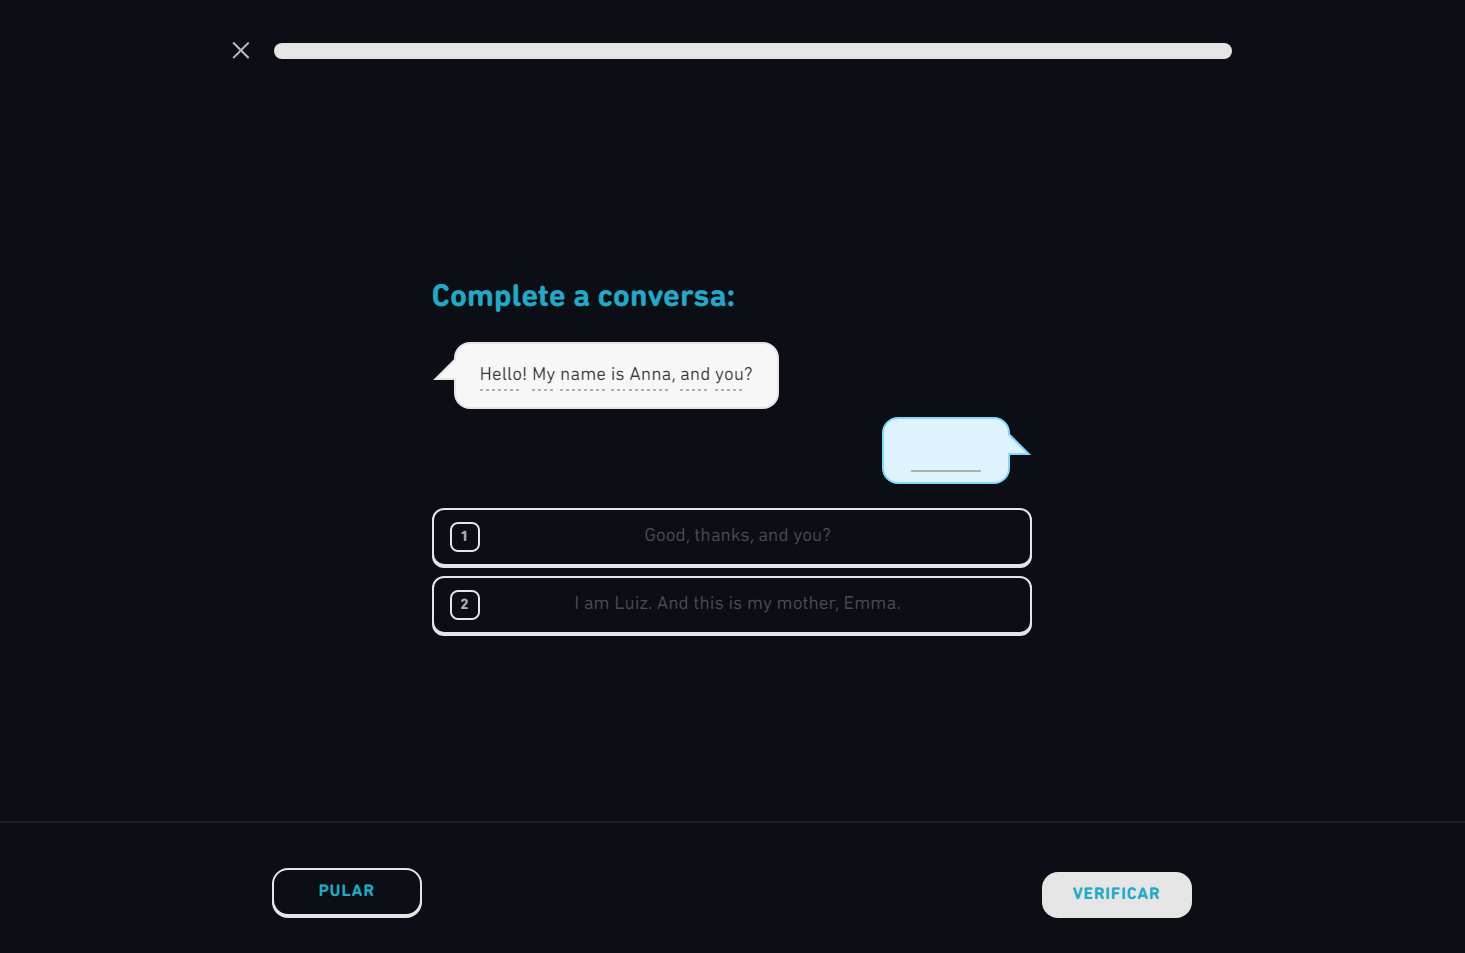 Complete a conversa:
Hello! My name is Anna, and you?
1 Good, thanks, and you?
2 I am Luiz. And this is my mother, Emma.
PULAR
VERIFICAR